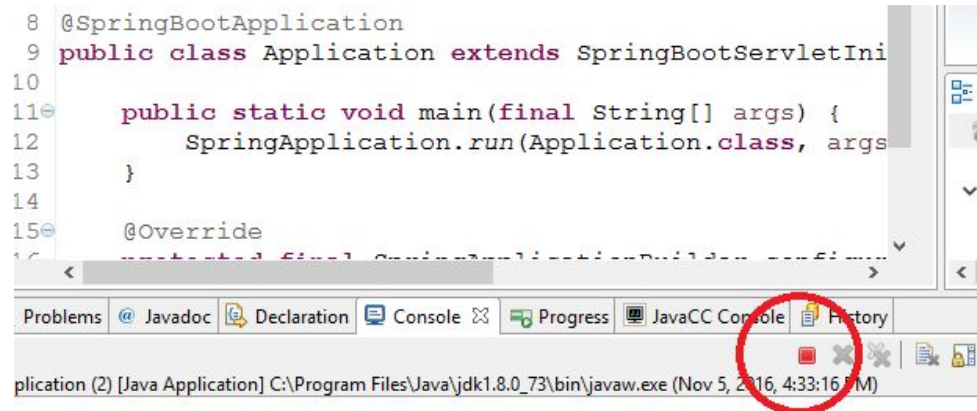 8 @SpringBootApplication
9 public class Application extends SpringBootServletIni
10
11 public static void main(final String[] args) {
12 SpringApplication.run(Application.class, args
13 }
14
15 @Override
Problems @ Javadoc Declaration Console Progress JavaCC Console History
plication (2) [Java Application] C:\Program Files\Java\jdk1.8.0_73\bin\javaw.exe (Nov 5, 2016, 4:33:16 PM)